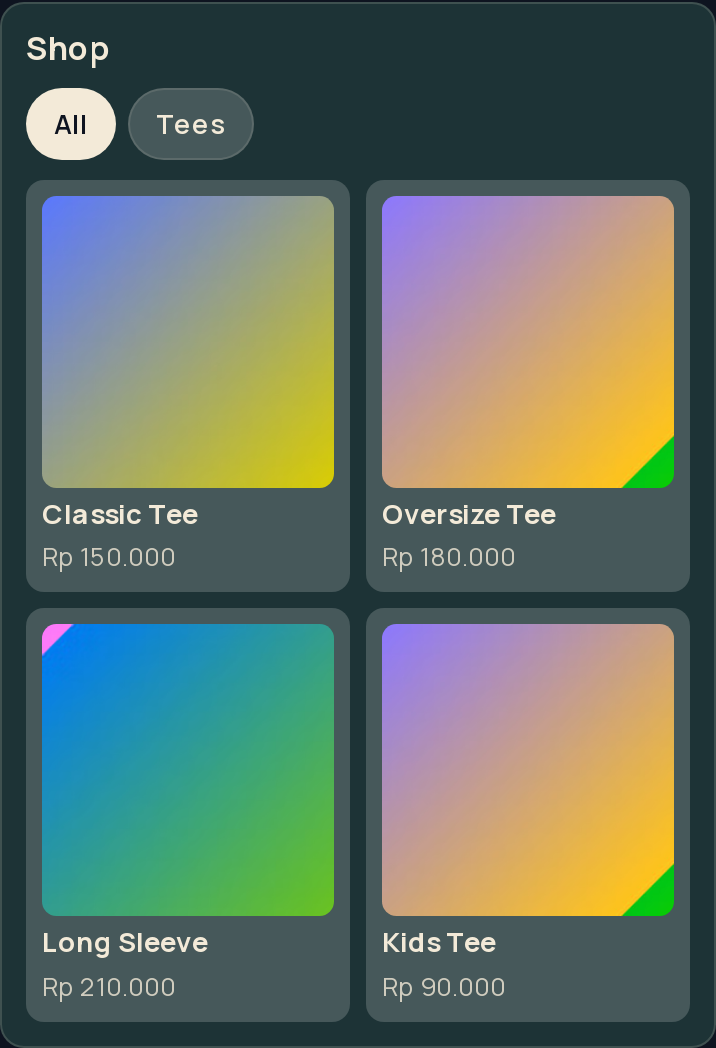 Shop
All
Tees
Classic Tee
Rp 150.000
Oversize Tee
Rp 180.000
Long Sleeve
Rp 210.000
Kids Tee
Rp 90.000